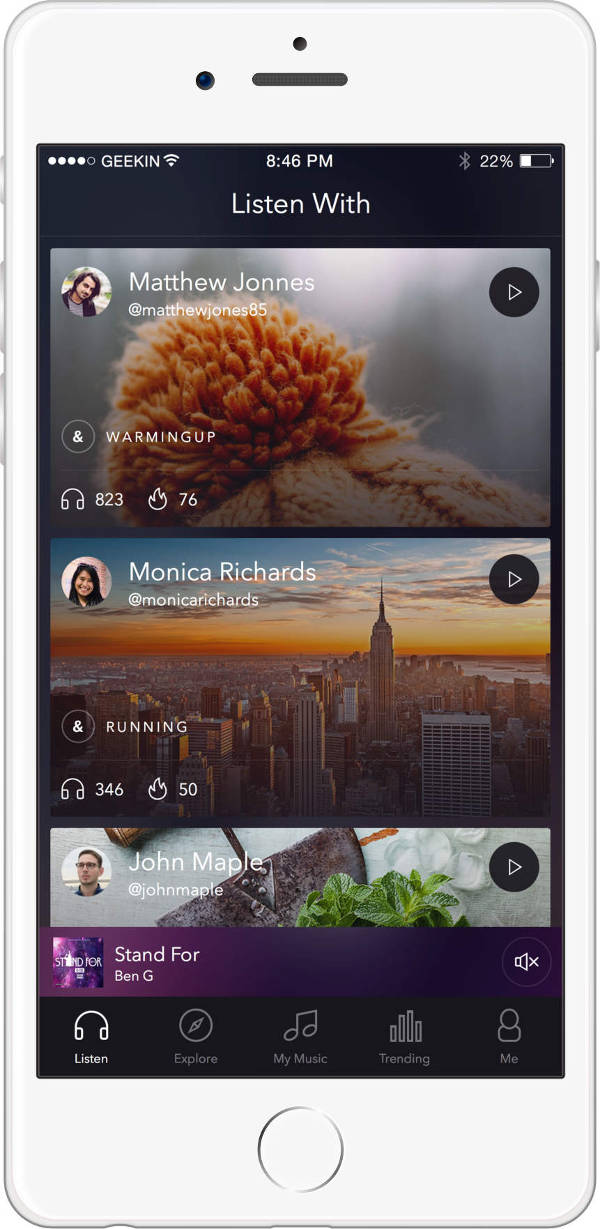 GEEKIN 8:46 PM 22%
Listen With
Matthew Jonnes
@matthewjones85
& WARMINGUP
823 76
Monica Richards
@monicarichards
& RUNNING
346 50
John Maple
@johnmaple
STAND FOR
Stand For
Ben G
Listen Explore My Music Trending Me